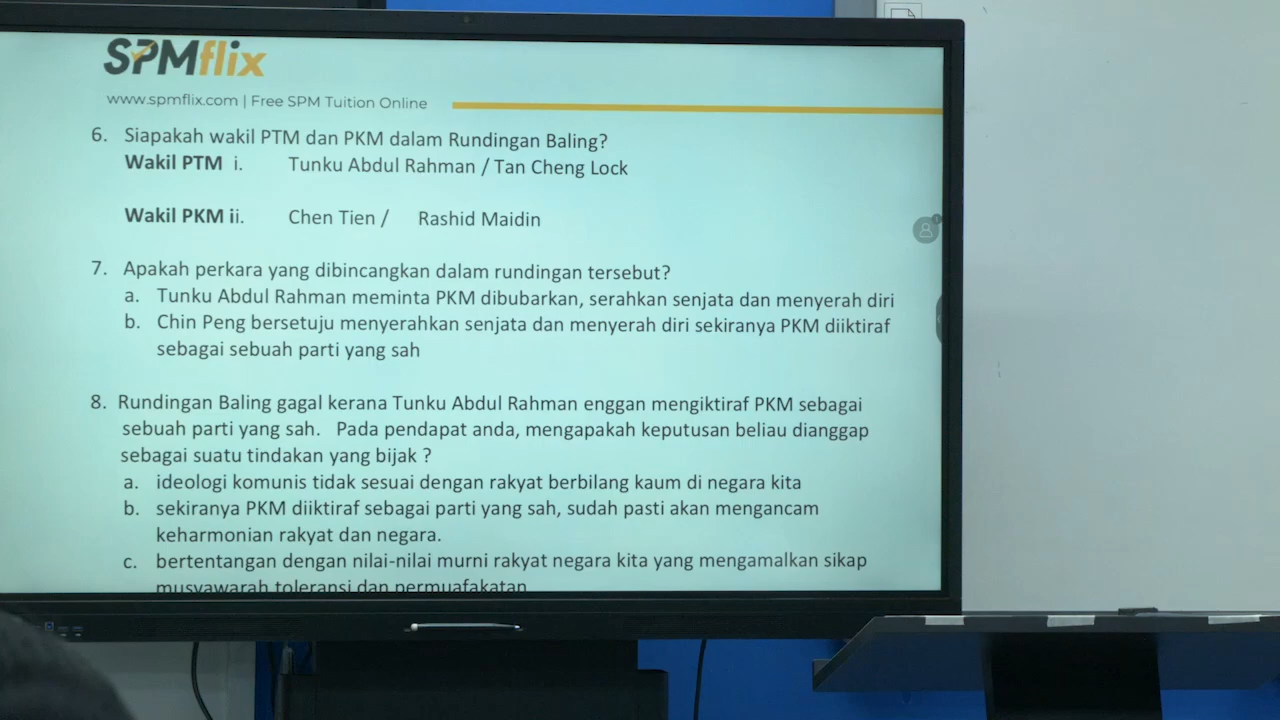 SPMflix
www.spmflix.com | Free SPM Tuition Online
6. Siapakah wakil PTM dan PKM dalam Rundingan Baling?
Wakil PTM i. Tunku Abdul Rahman / Tan Cheng Lock
Wakil PKM ii. Chen Tien / Rashid Maidin
7. Apakah perkara yang dibincangkan dalam rundingan tersebut?
a. Tunku Abdul Rahman meminta PKM dibubarkan, serahkan senjata dan menyerah diri
b. Chin Peng bersetuju menyerahkan senjata dan menyerah diri sekiranya PKM diiktiraf
sebagai sebuah parti yang sah
8. Rundingan Baling gagal kerana Tunku Abdul Rahman enggan mengiktiraf PKM sebagai
sebuah parti yang sah. Pada pendapat anda, mengapakah keputusan beliau dianggap
sebagai suatu tindakan yang bijak ?
a. ideologi komunis tidak sesuai dengan rakyat berbilang kaum di negara kita
b. sekiranya PKM diiktiraf sebagai parti yang sah, sudah pasti akan mengancam
keharmonian rakyat dan negara.
c. bertentangan dengan nilai-nilai murni rakyat negara kita yang mengamalkan sikap
musyawarah toleransi dan permuafakatan